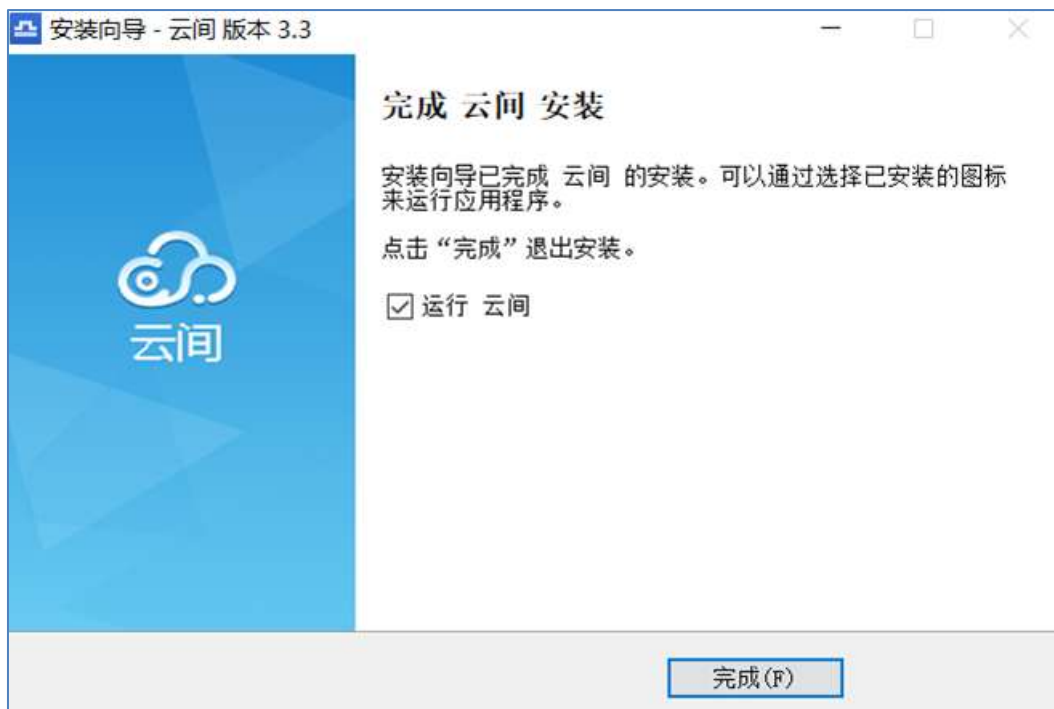 安装向导 - 云间 版本 3.3
完成 云间 安装
安装向导已完成 云间 的安装。可以通过选择已安装的图标
来运行应用程序。
点击“完成”退出安装。
运行 云间
云间
完成(F)